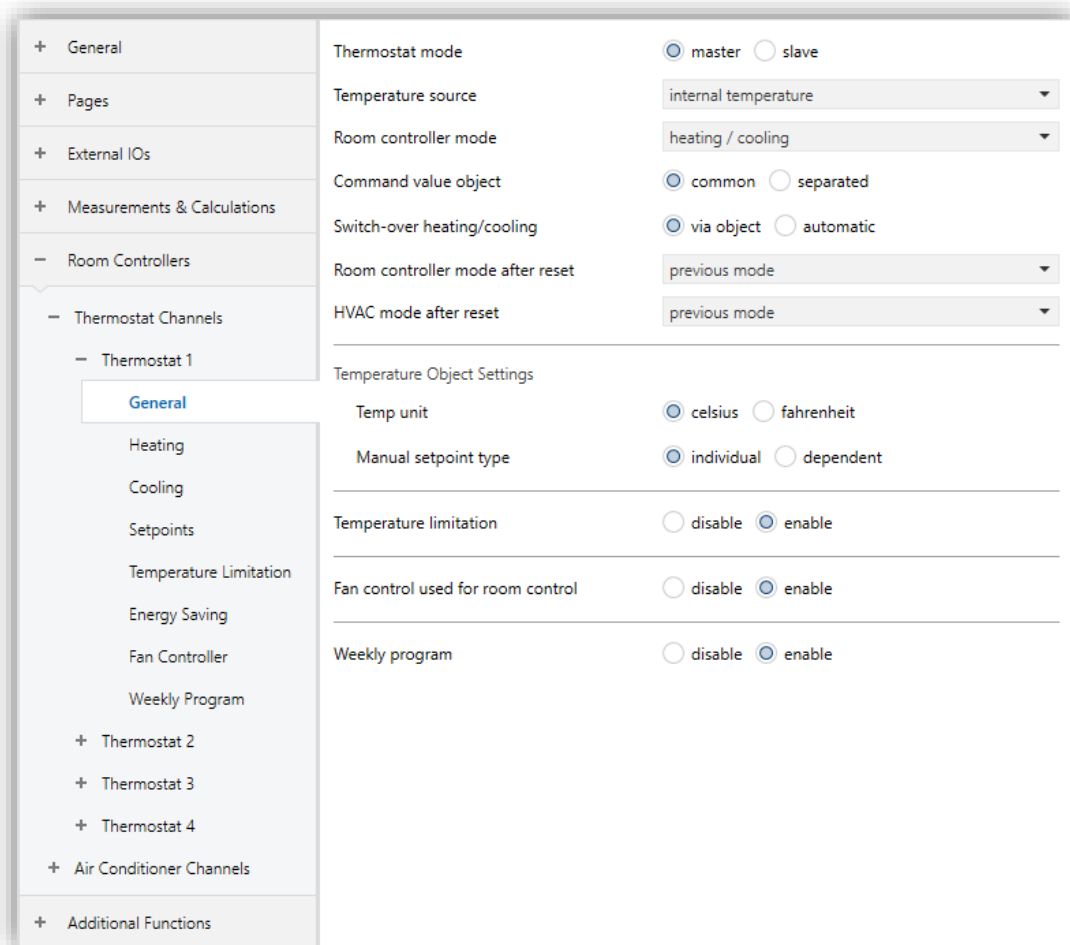 General
Pages
External IOs
Measurements & Calculations
Room Controllers
Thermostat Channels
Thermostat 1
General
Heating
Cooling
Setpoints
Temperature Limitation
Energy Saving
Fan Controller
Weekly Program
Thermostat 2
Thermostat 3
Thermostat 4
Air Conditioner Channels
Additional Functions
Thermostat mode master slave
Temperature source internal temperature
Room controller mode heating / cooling
Command value object common separated
Switch-over heating/cooling via object automatic
Room controller mode after reset previous mode
HVAC mode after reset previous mode
Temperature Object Settings
Temp unit celsius fahrenheit
Manual setpoint type individual dependent
Temperature limitation disable enable
Fan control used for room control disable enable
Weekly program disable enable